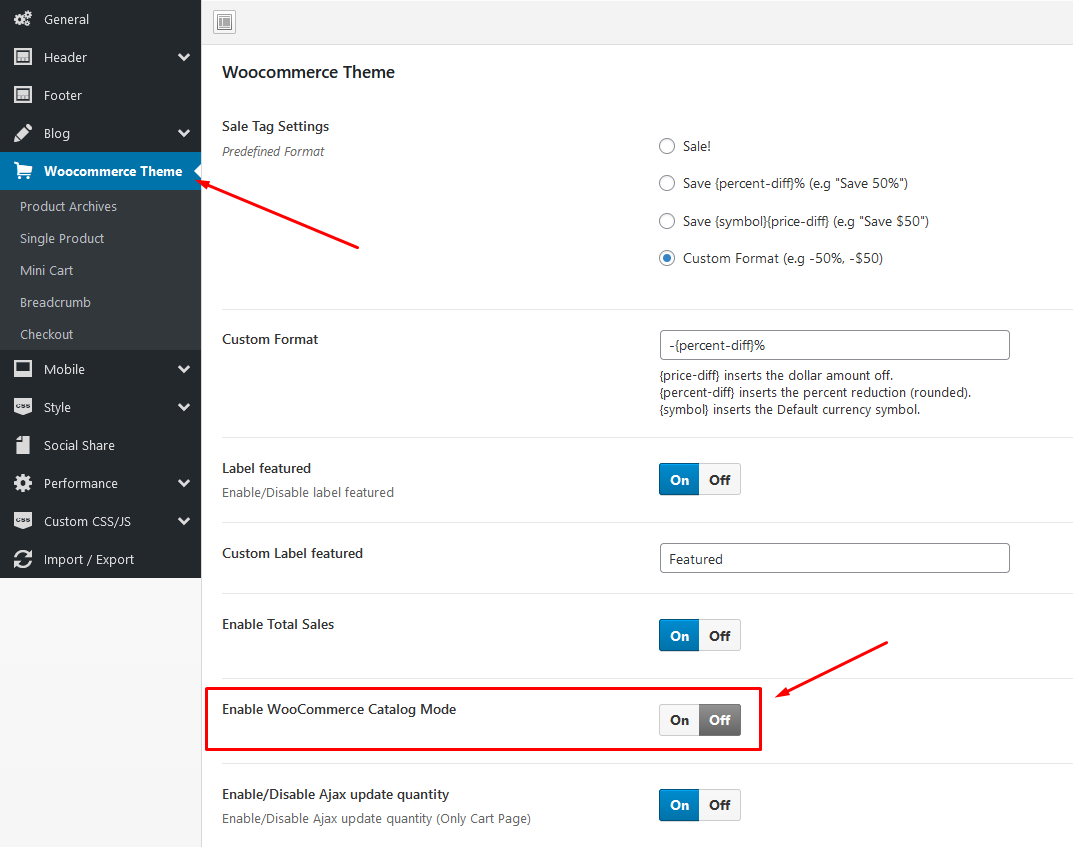 General
Header
Footer
Blog
Woocommerce Theme
Product Archives
Single Product
Mini Cart
Breadcrumb
Checkout
Mobile
css Style
Social Share
Performance
css Custom CSS/JS
Import / Export
Woocommerce Theme
Sale Tag Settings
Predefined Format
Sale!
Save {percent-diff}% (e.g "Save 50%")
Save {symbol}{price-diff} (e.g "Save $50")
Custom Format (e.g -50%, -$50)
Custom Format
-{percent-diff}%
{price-diff} inserts the dollar amount off.
{percent-diff} inserts the percent reduction (rounded).
{symbol} inserts the Default currency symbol.
Label featured
Enable/Disable label featured
On Off
Custom Label featured
Featured
Enable Total Sales
On Off
Enable WooCommerce Catalog Mode
On Off
Enable/Disable Ajax update quantity
Enable/Disable Ajax update quantity (Only Cart Page)
On Off